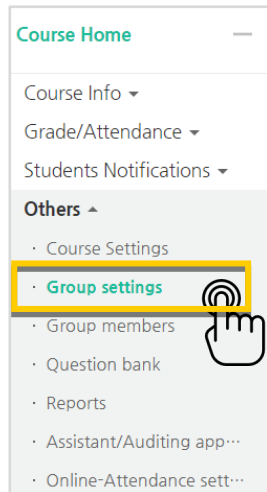 Course Home
Course Info
Grade/Attendance
Students Notifications
Others
· Course Settings
· Group settings
· Group members
· Question bank
· Reports
· Assistant/Auditing app···
· Online-Attendance sett···